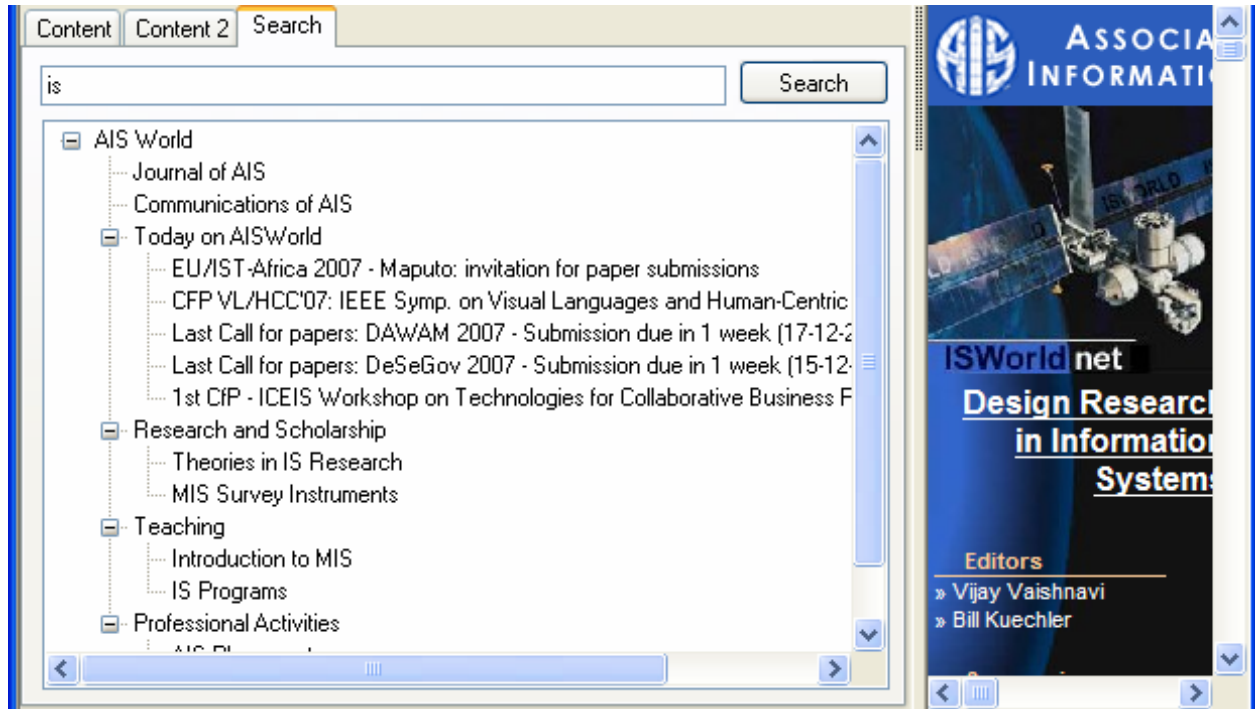 Content Content 2 Search
is Search
AIS World
Journal of AIS
Communications of AIS
Today on AISWorld
EU/IST-Africa 2007 - Maputo: invitation for paper submissions
CFP VL/HCC'07: IEEE Symp. on Visual Languages and Human-Centric
Last Call for papers: DAWAM 2007 - Submission due in 1 week (17-12-2
Last Call for papers: DeSeGov 2007 - Submission due in 1 week (15-12-
1st CfP - ICEIS Workshop on Technologies for Collaborative Business F
Research and Scholarship
Theories in IS Research
MIS Survey Instruments
Teaching
Introduction to MIS
IS Programs
Professional Activities
AIS
ASSOCIA
INFORMATI
ISWORLD
ISWorld net
Design Research
in Information
Systems
Editors
» Vijay Vaishnavi
» Bill Kuechler